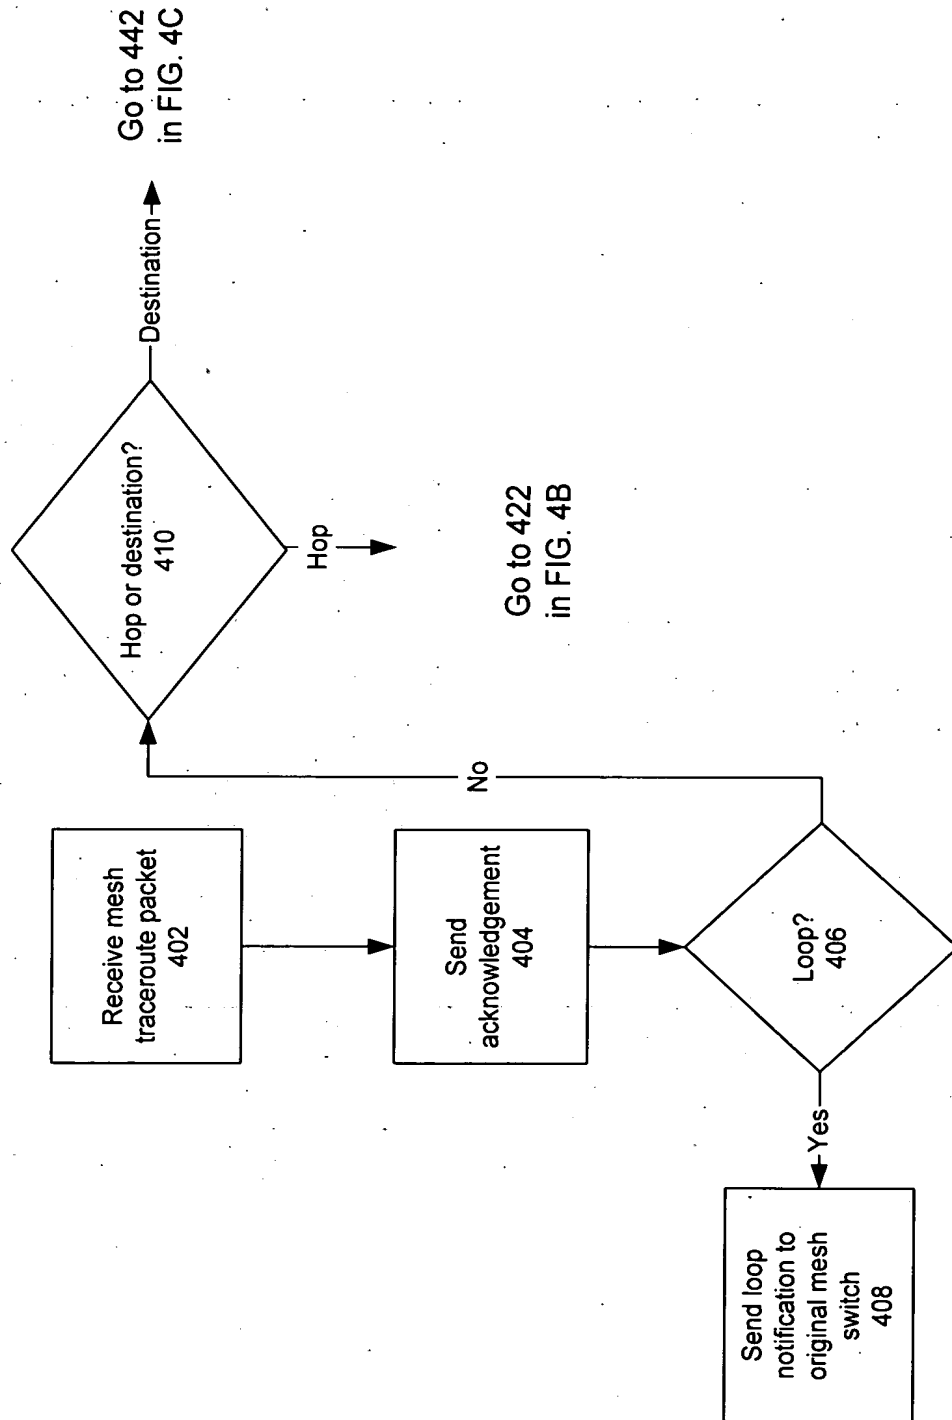 Receive mesh
traceroute packet
402
Send
acknowledgement
404
Loop?
406
Yes
Send loop
notification to
original mesh
switch
408
No
Hop or destination?
410
Hop
Go to 422
in FIG. 4B
Destination
Go to 442
in FIG. 4C